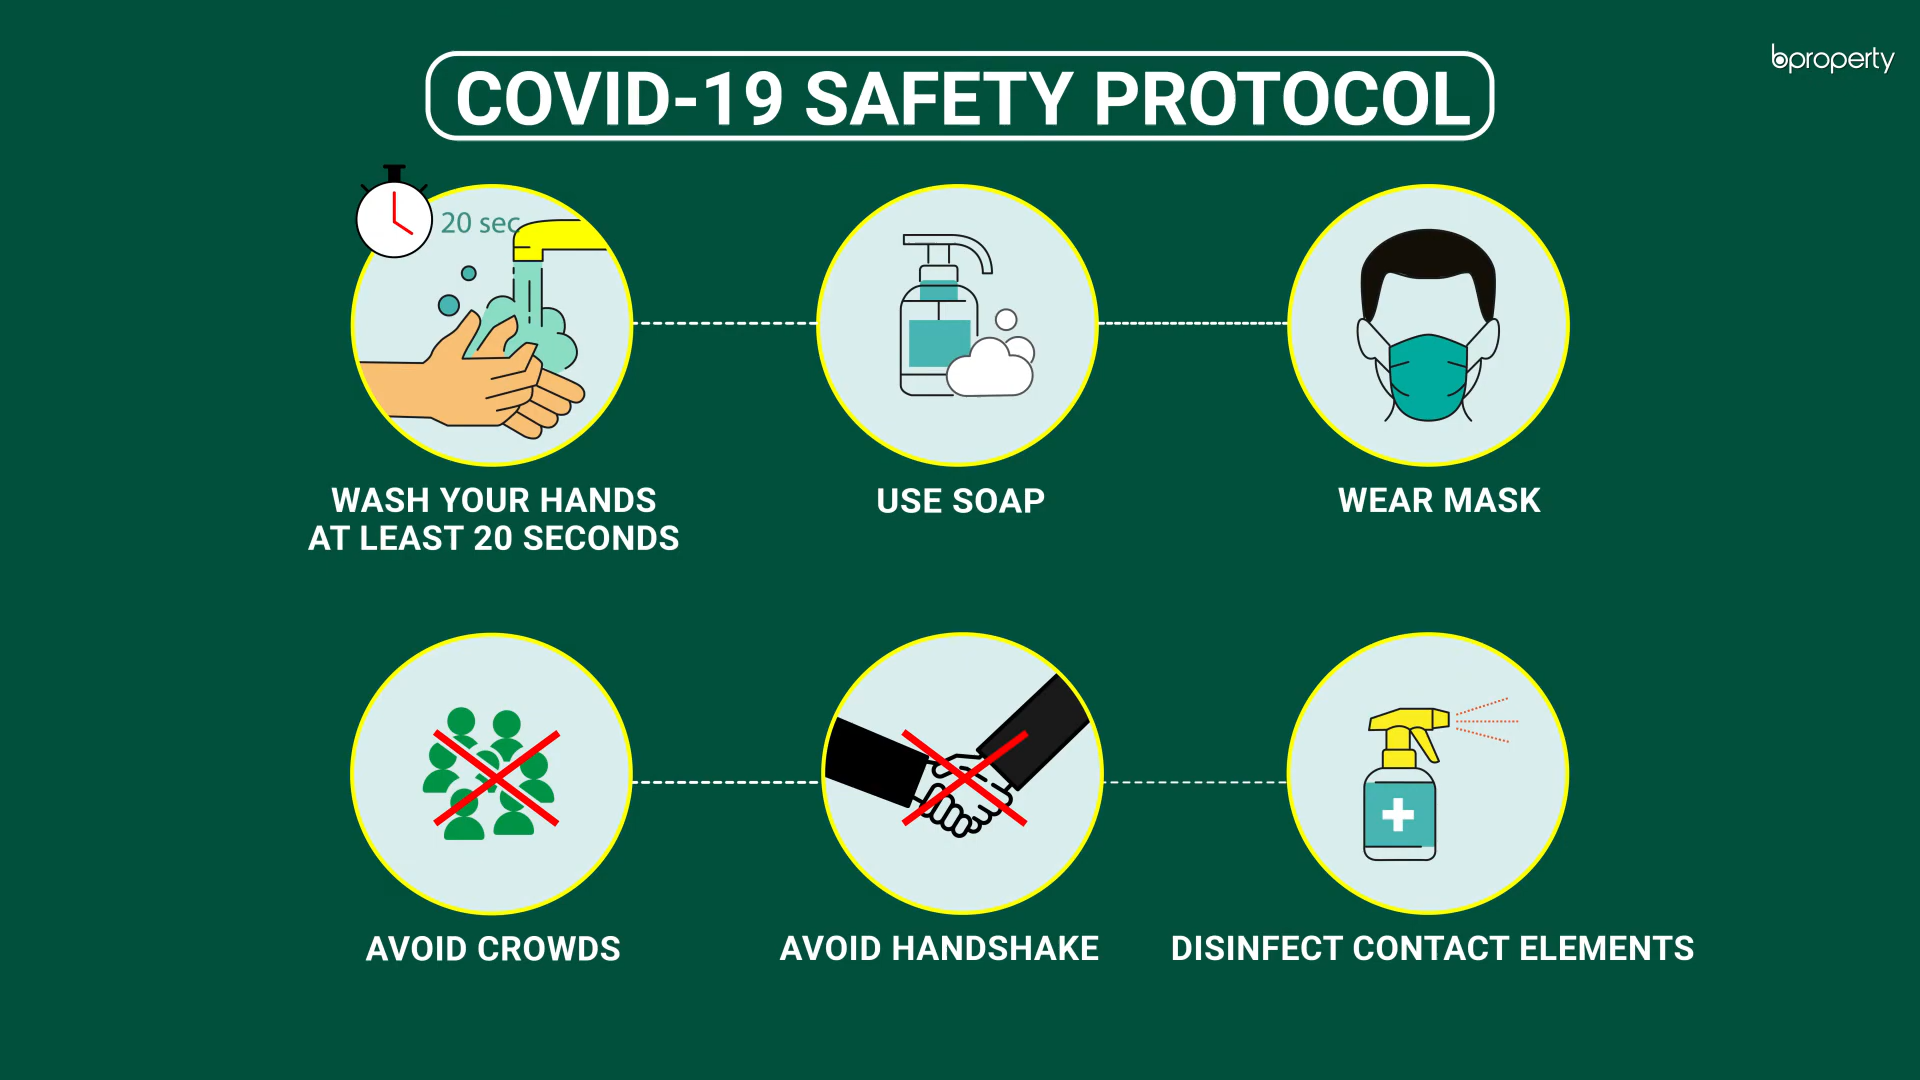 bproperty
COVID-19 SAFETY PROTOCOL
20 sec
WASH YOUR HANDS
AT LEAST 20 SECONDS
USE SOAP
WEAR MASK
AVOID CROWDS
AVOID HANDSHAKE
DISINFECT CONTACT ELEMENTS